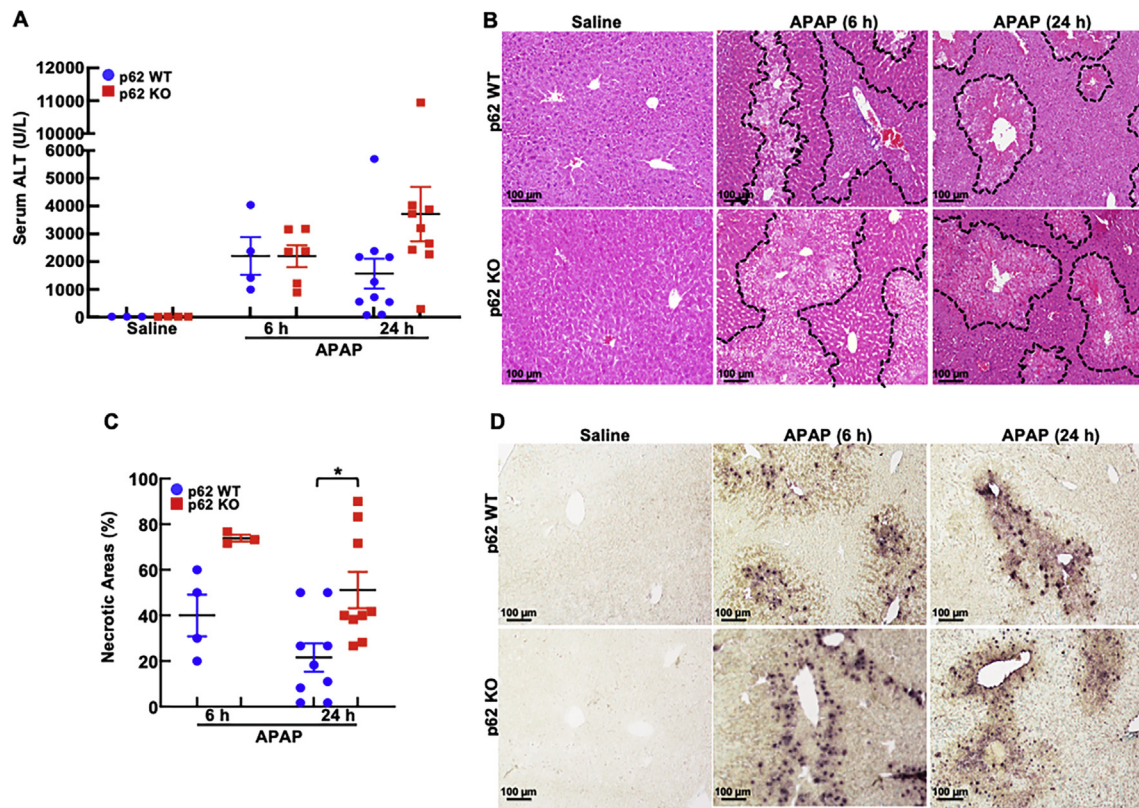 A
p62 WT
p62 KO
Serum ALT (U/L)
12000
10000
8000
6000
5000
4000
3000
2000
1000
0
Saline
6 h
24 h
APAP
B
Saline
APAP (6 h)
APAP (24 h)
p62 WT
100 µm
100 µm
100 µm
p62 KO
100 µm
100 µm
100 µm
C
p62 WT
p62 KO
*
Necrotic Areas (%)
100
80
60
40
20
0
6 h
24 h
APAP
D
Saline
APAP (6 h)
APAP (24 h)
p62 WT
100 µm
100 µm
100 µm
p62 KO
100 µm
100 µm
100 µm